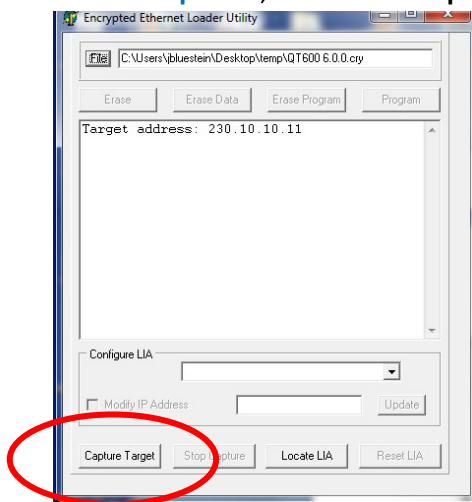 Encrypted Ethernet Loader Utility
File C:\Users\jbluestein\Desktop\temp\QT600 6.0.0.cry
Erase Erase Data Erase Program Program
Target address: 230.10.10.11
Configure LIA
Modify IP Address Update
Capture Target Stop Capture Locate LIA Reset LIA